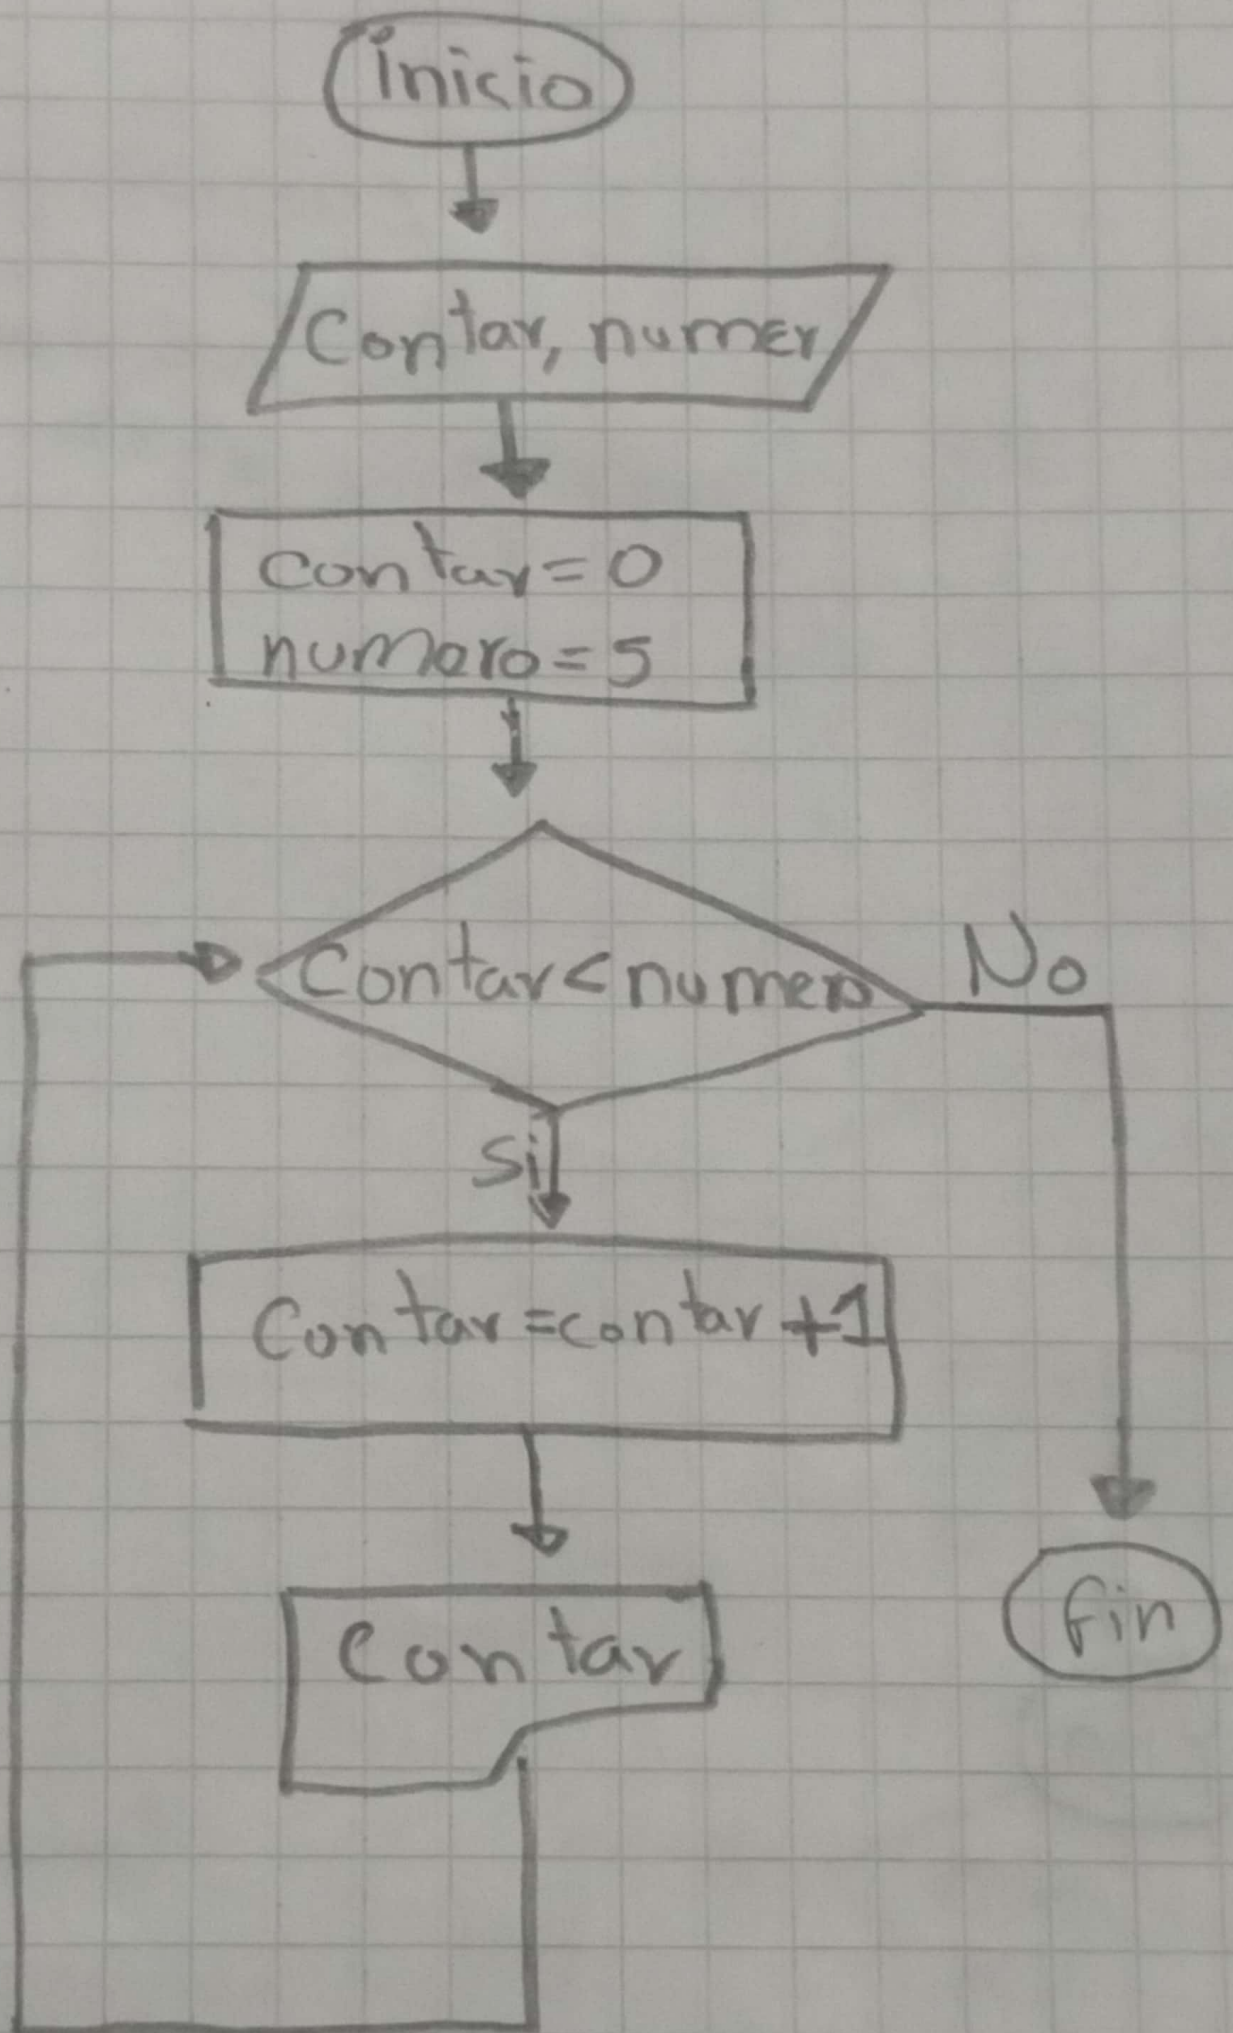 inicio
Contar, numer
contar=0
numero=5
Contar<numero
No
Si
Contar=contar+1
Contar
fin